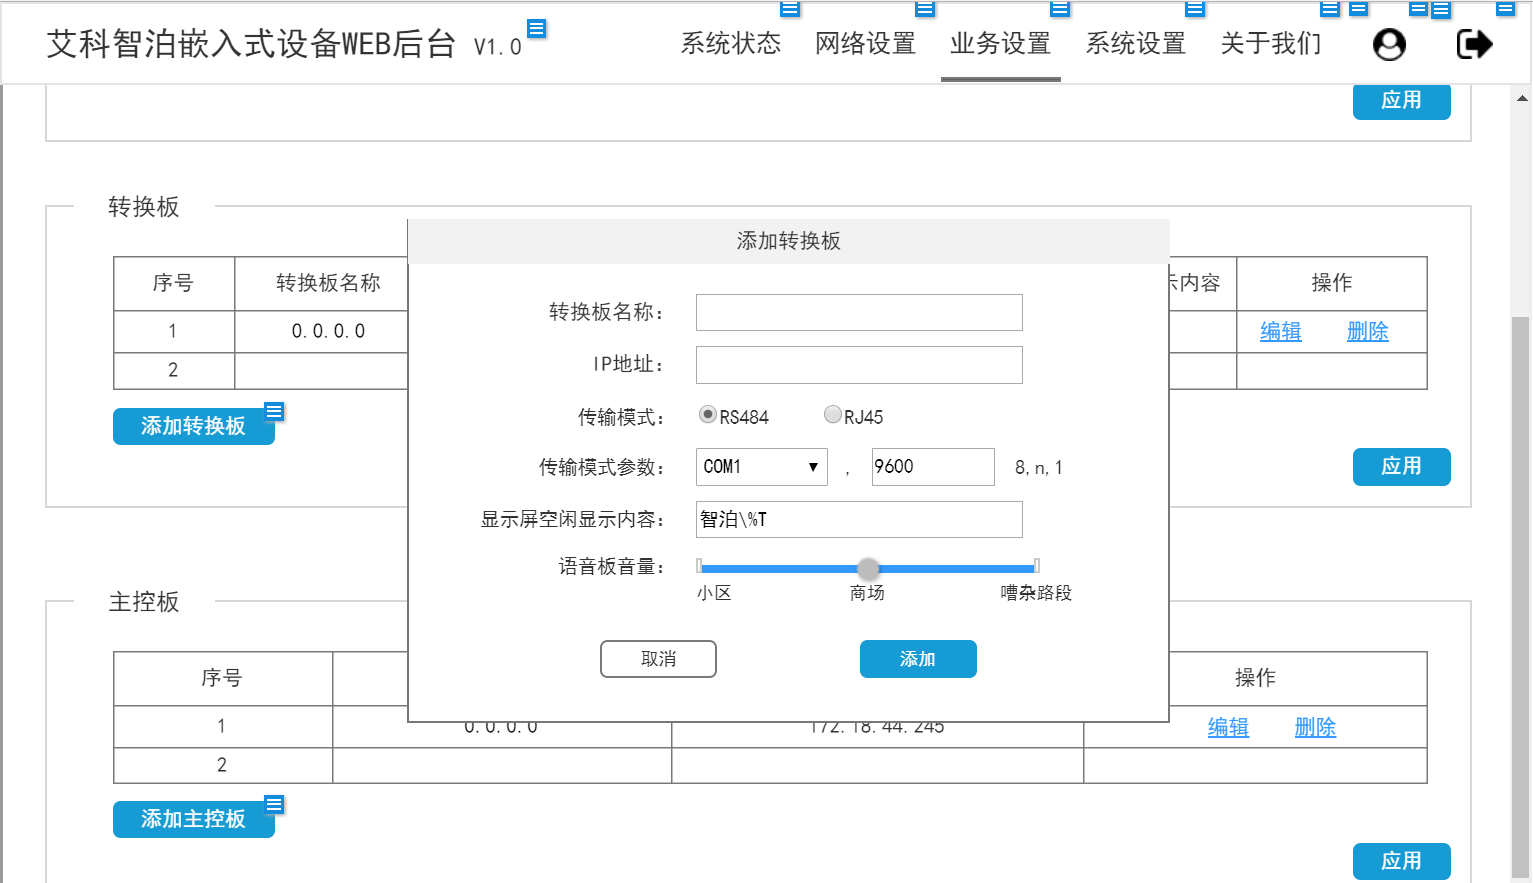 艾科智泊嵌入式设备WEB后台 V1.0
系统状态 网络设置 业务设置 系统设置 关于我们
应用
转换板
添加转换板
序号 转换板名称 示内容 操作
转换板名称：
1 0.0.0.0 编辑 删除
IP地址：
2
传输模式： RS484 RJ45
添加转换板
传输模式参数： COM1 ， 9600 8,n,1
应用
显示屏空闲显示内容： 智泊\%T
语音板音量：
小区 商场 嘈杂路段
主控板
取消 添加
序号 操作
1 0.0.0.0 172.18.44.245 编辑 删除
2
添加主控板
应用